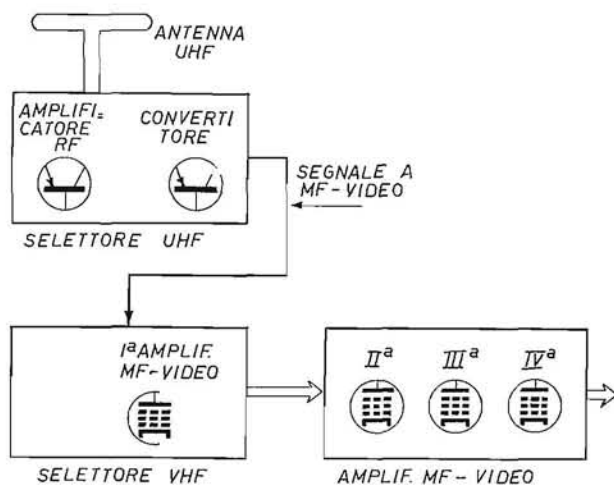 ANTENNA
UHF
AMPLIFI=
CATORE
RF
CONVERTI
TORE
SEGNALE A
MF-VIDEO
SELETTORE UHF
Iª AMPLIF.
MF-VIDEO
IIª
IIIª
IVª
SELETTORE VHF
AMPLIF. MF-VIDEO